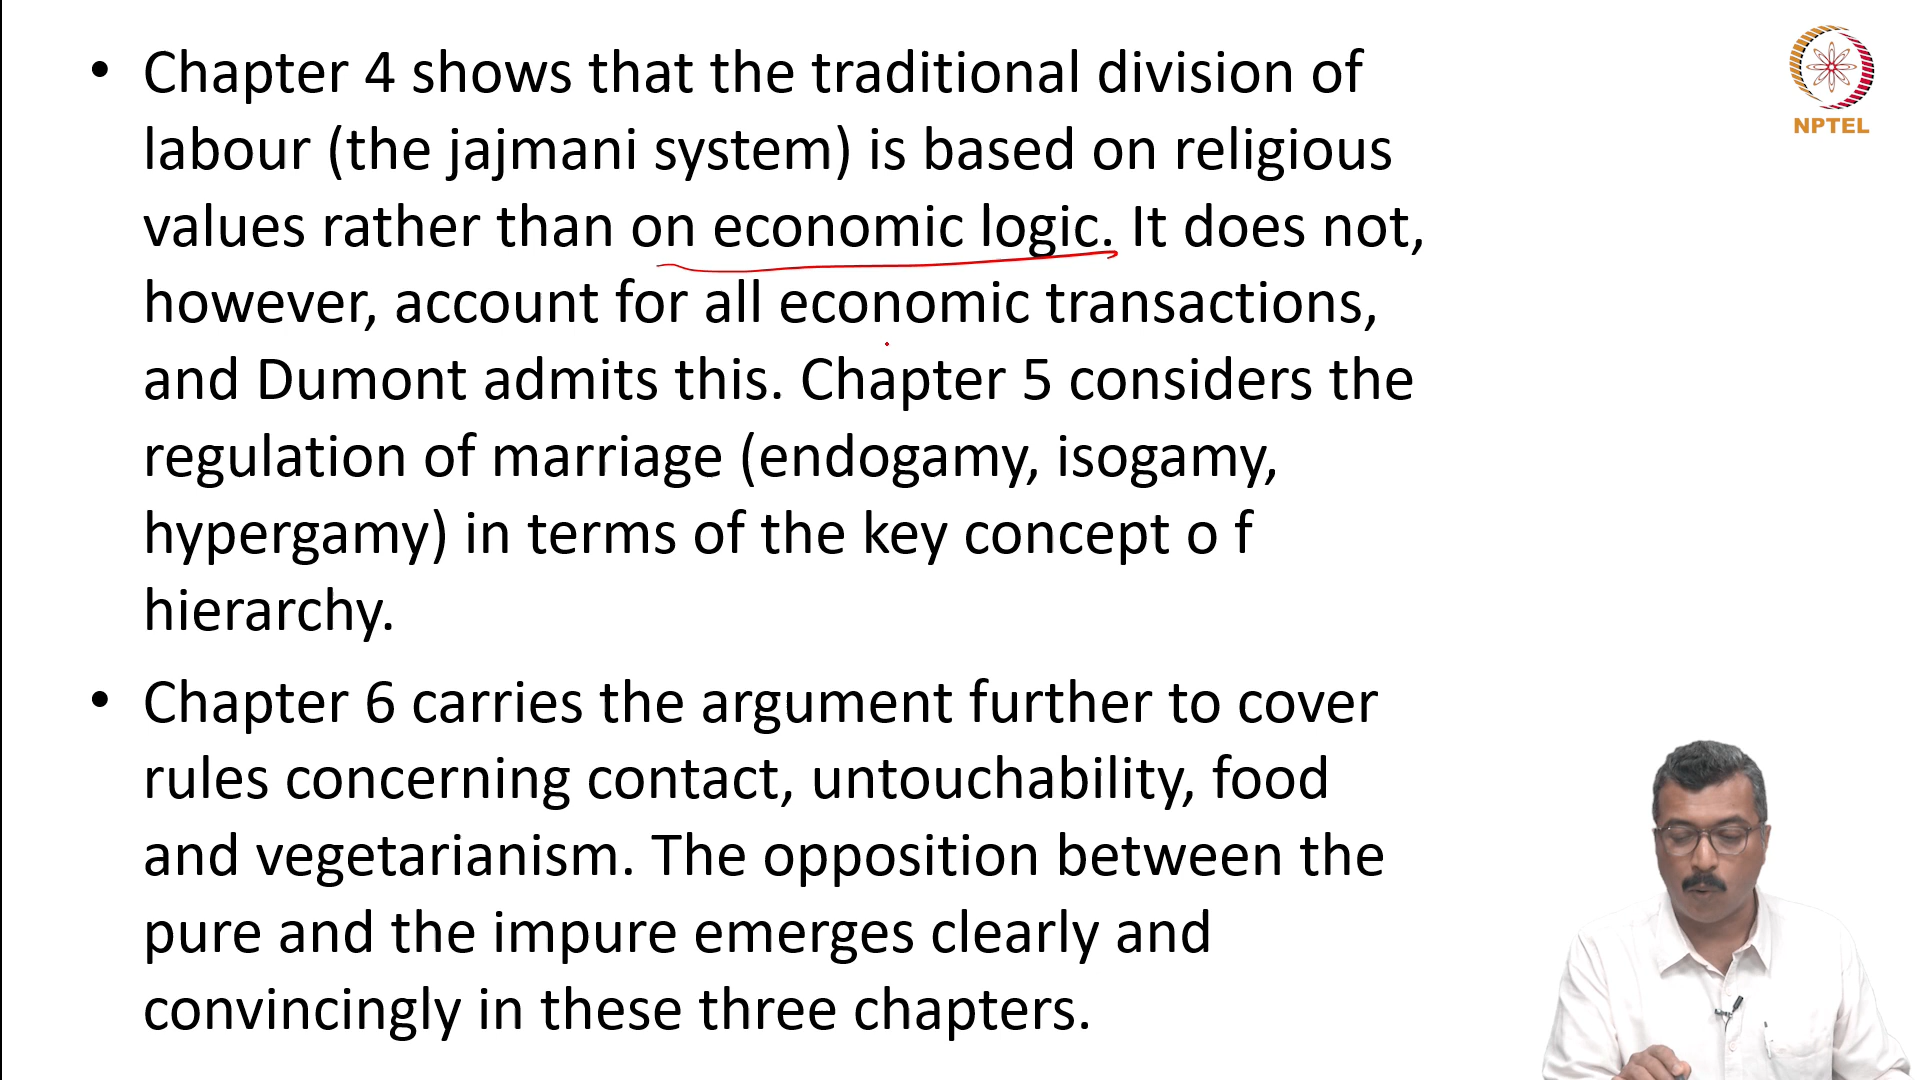 • Chapter 4 shows that the traditional division of
labour (the jajmani system) is based on religious
values rather than on economic logic. It does not,
however, account for all economic transactions,
and Dumont admits this. Chapter 5 considers the
regulation of marriage (endogamy, isogamy,
hypergamy) in terms of the key concept o f
hierarchy.
• Chapter 6 carries the argument further to cover
rules concerning contact, untouchability, food
and vegetarianism. The opposition between the
pure and the impure emerges clearly and
convincingly in these three chapters.
NPTEL